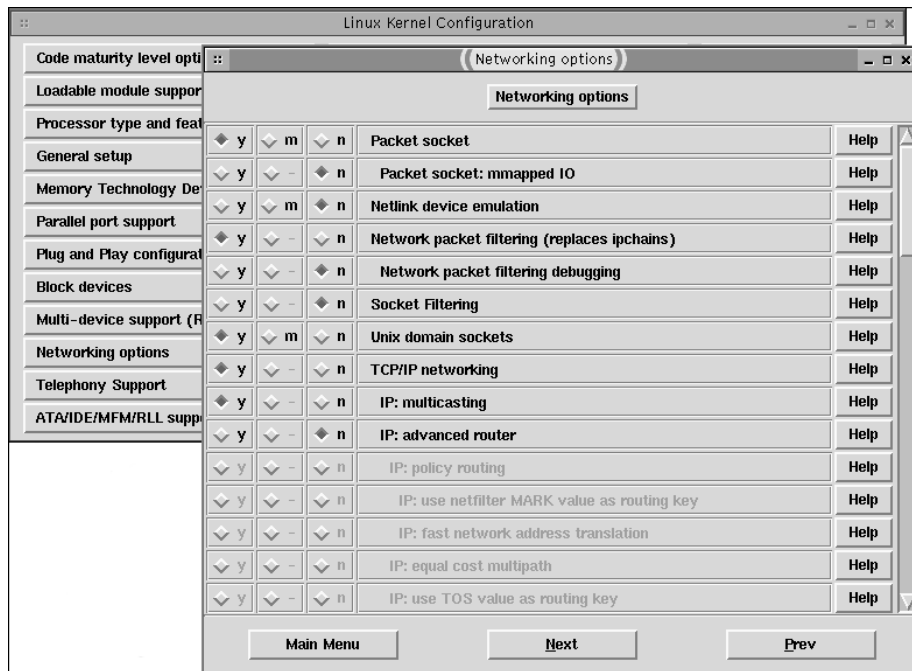 Linux Kernel Configuration
Code maturity level opti
Loadable module suppor
Processor type and feat
General setup
Memory Technology De
Parallel port support
Plug and Play configurat
Block devices
Multi-device support (R
Networking options
Telephony Support
ATA/IDE/MFM/RLL supp
Networking options
Networking options
y m n Packet socket Help
y - n Packet socket: mmapped IO Help
y m n Netlink device emulation Help
y - n Network packet filtering (replaces ipchains) Help
y - n Network packet filtering debugging Help
y - n Socket Filtering Help
y m n Unix domain sockets Help
y - n TCP/IP networking Help
y - n IP: multicasting Help
y - n IP: advanced router Help
y - n IP: policy routing Help
y - n IP: use netfilter MARK value as routing key Help
y - n IP: fast network address translation Help
y - n IP: equal cost multipath Help
y - n IP: use TOS value as routing key Help
Main Menu Next Prev